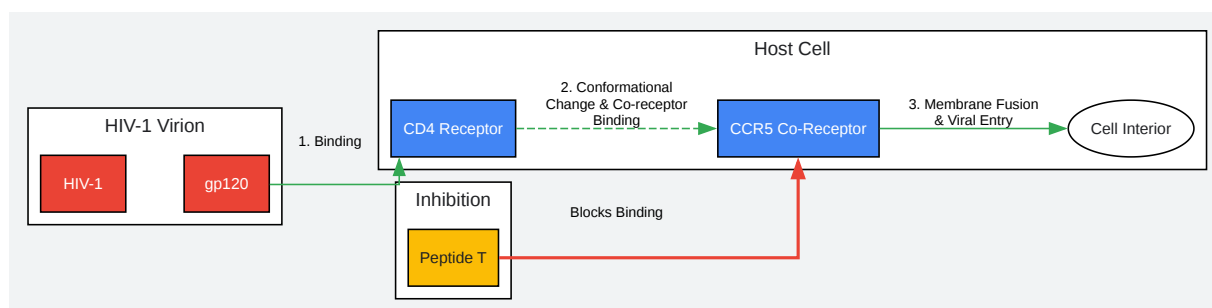 Host Cell
HIV-1 Virion
HIV-1
gp120
1. Binding
CD4 Receptor
2. Conformational
Change & Co-receptor
Binding
CCR5 Co-Receptor
3. Membrane Fusion
& Viral Entry
Cell Interior
Inhibition
Peptide T
Blocks Binding